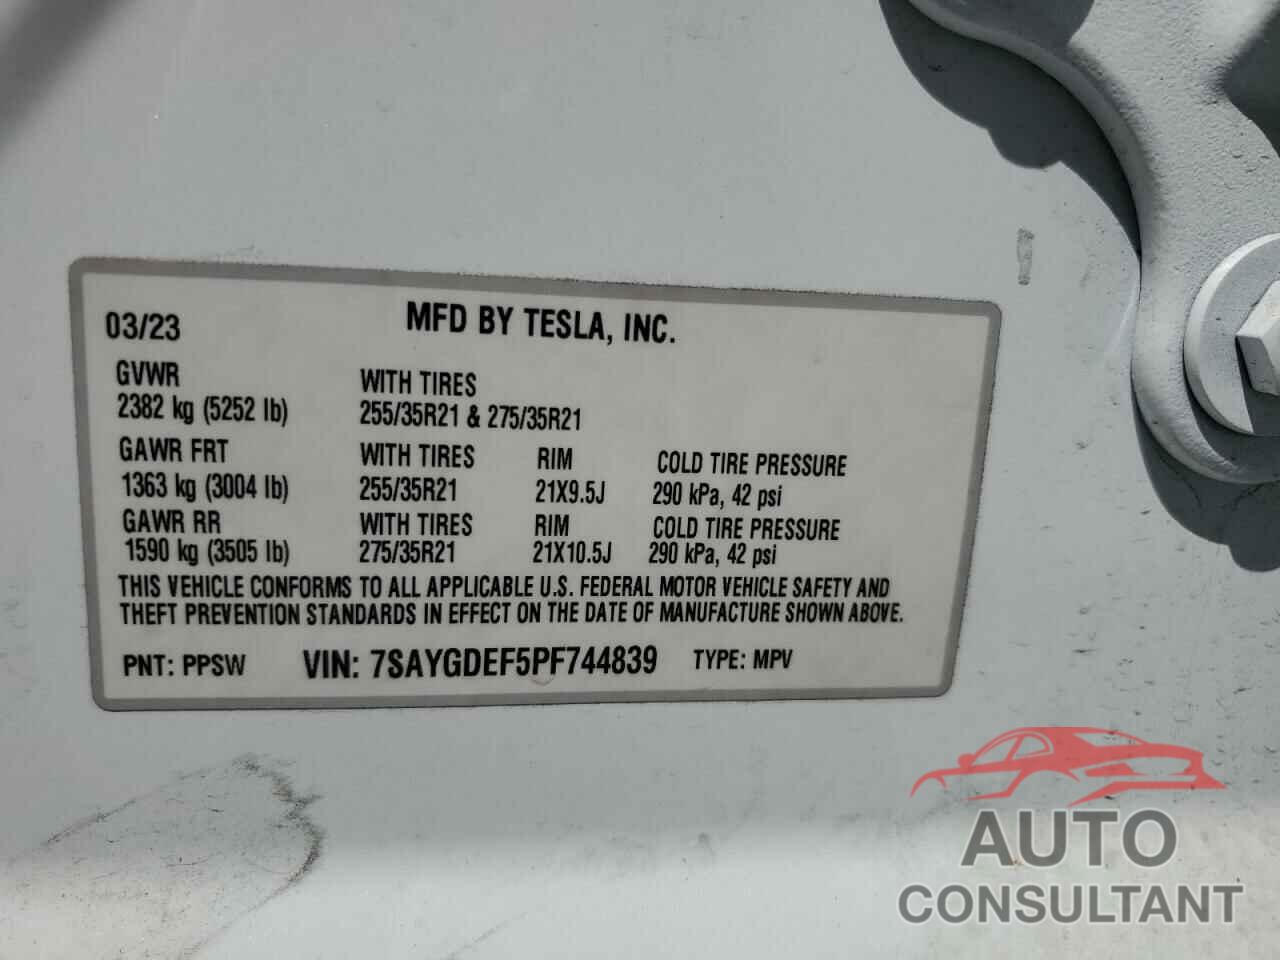 03/23 MFD BY TESLA, INC.
GVWR WITH TIRES
2382 kg (5252 lb) 255/35R21 & 275/35R21
GAWR FRT WITH TIRES RIM COLD TIRE PRESSURE
1363 kg (3004 lb) 255/35R21 21X9.5J 290 kPa, 42 psi
GAWR RR WITH TIRES RIM COLD TIRE PRESSURE
1590 kg (3505 lb) 275/35R21 21X10.5J 290 kPa, 42 psi
THIS VEHICLE CONFORMS TO ALL APPLICABLE U.S. FEDERAL MOTOR VEHICLE SAFETY AND
THEFT PREVENTION STANDARDS IN EFFECT ON THE DATE OF MANUFACTURE SHOWN ABOVE.
PNT: PPSW VIN: 7SAYGDEF5PF744839 TYPE: MPV
AUTO
CONSULTANT